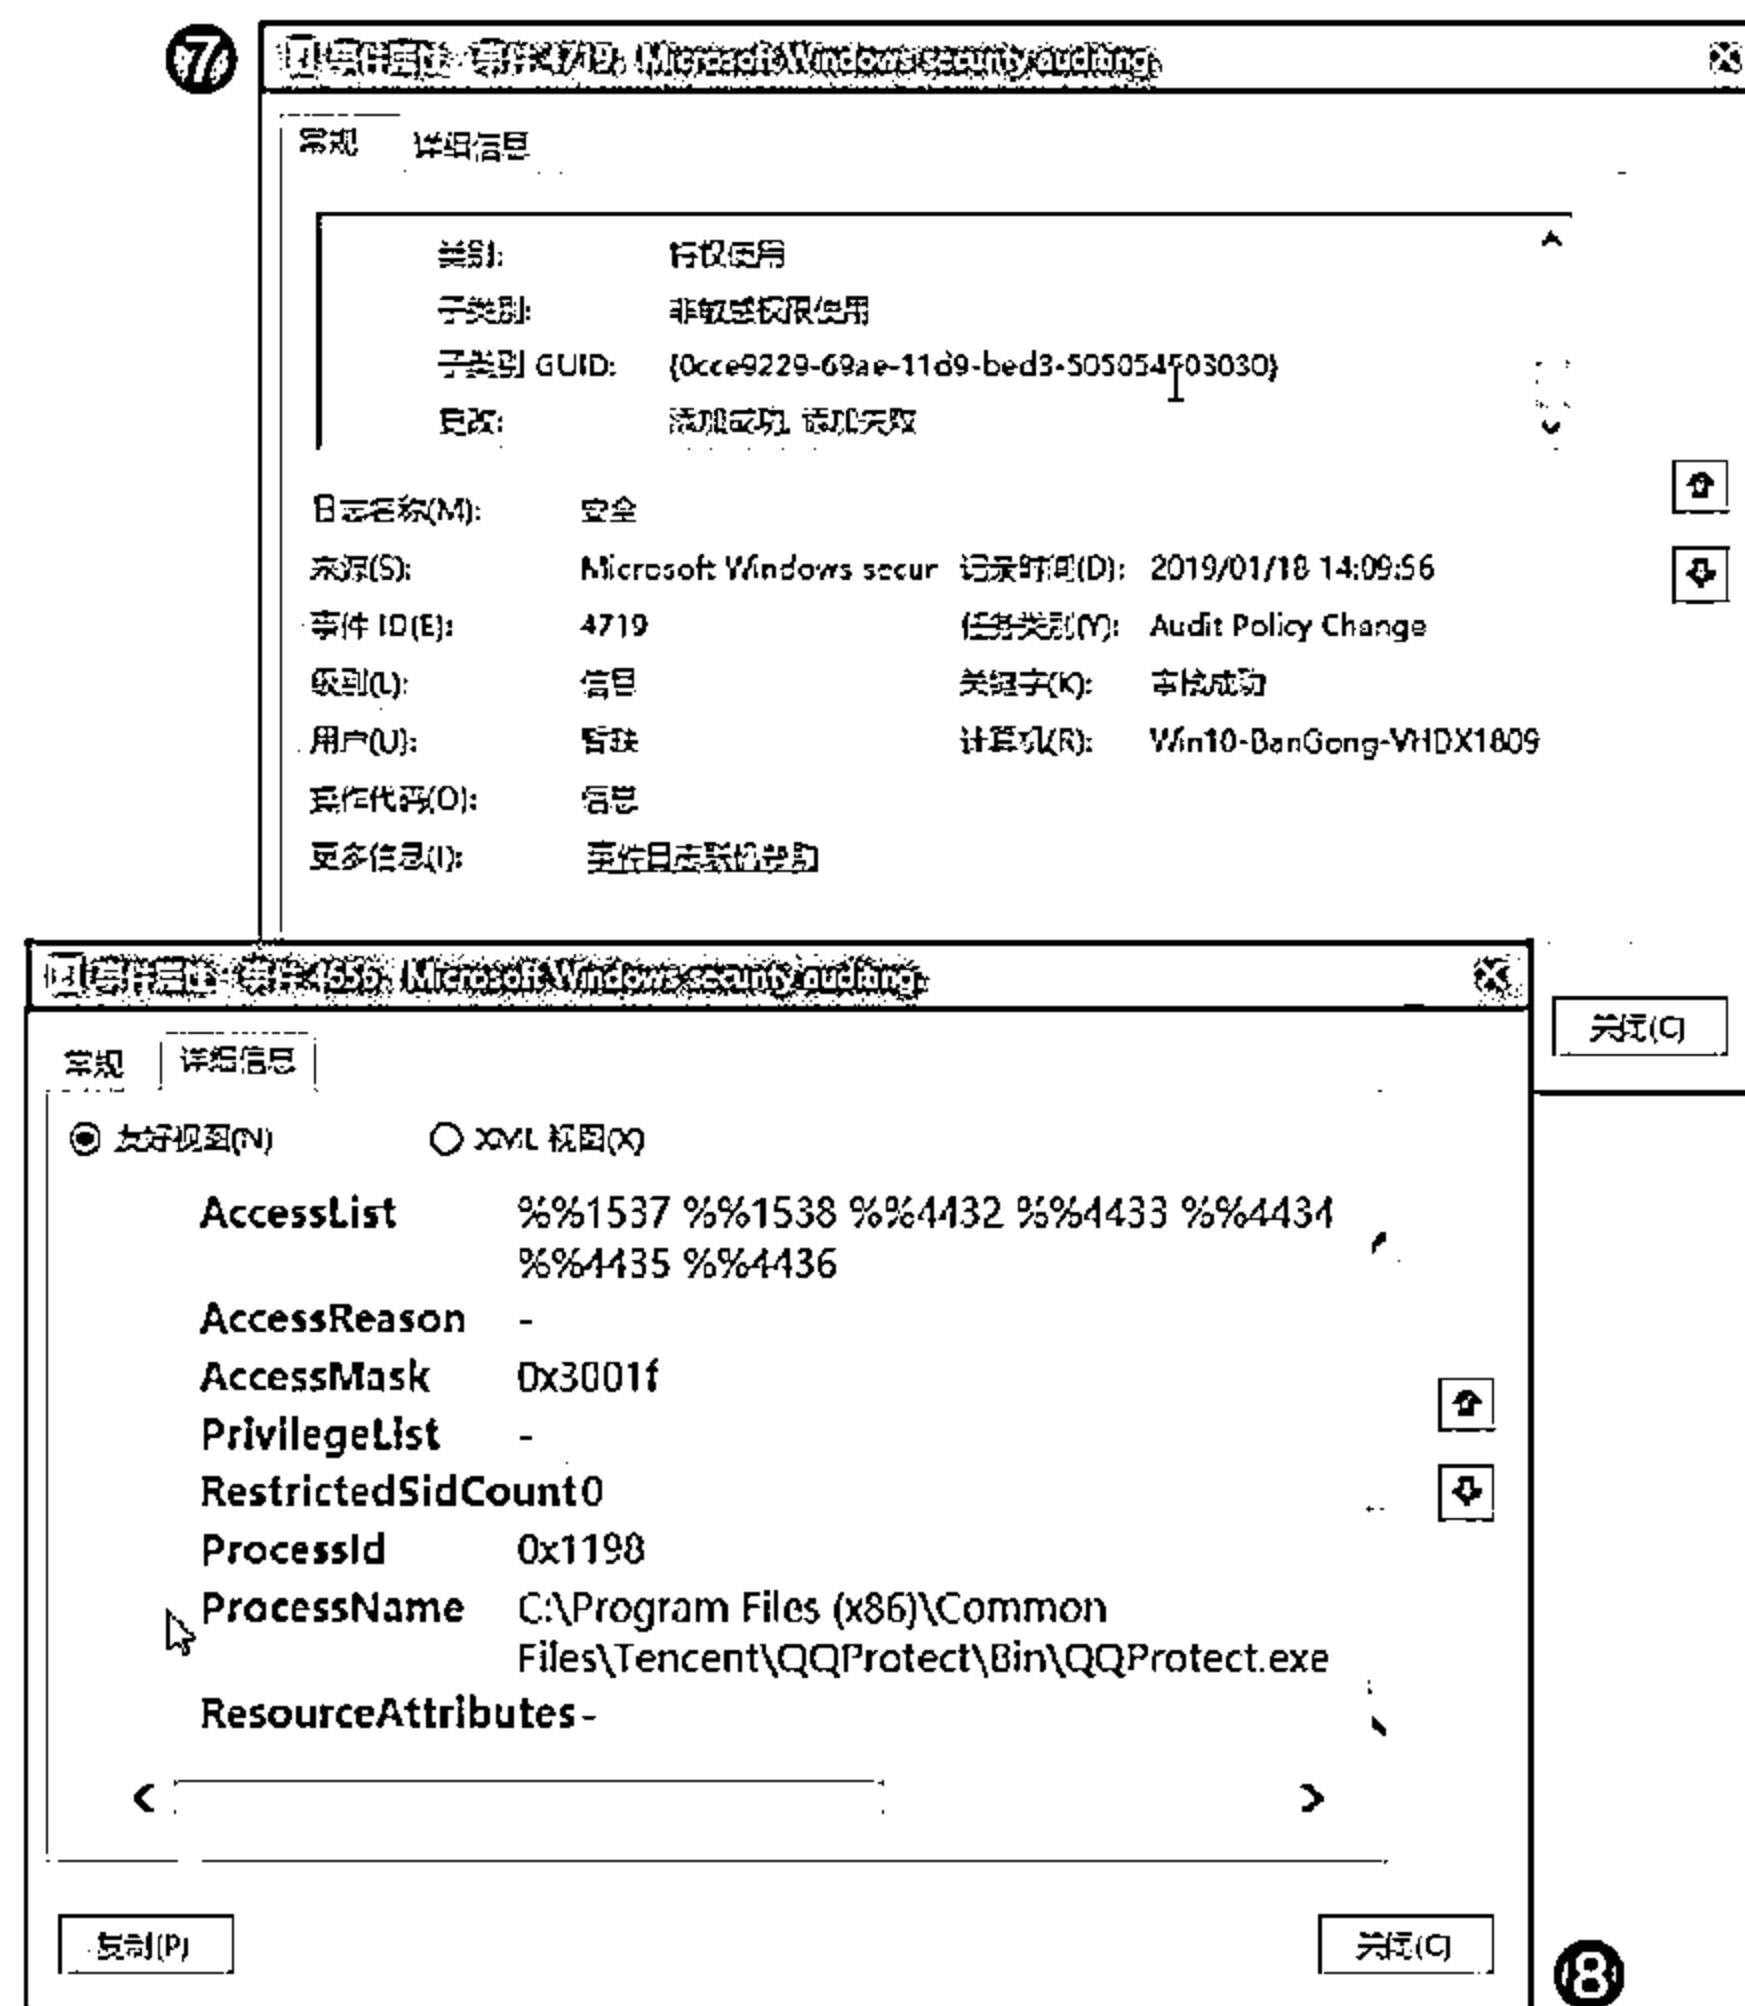 7
事件属性 - 事件 4719, Microsoft Windows security auditing.
常规 详细信息
类别: 特权使用
子类别: 非敏感权限使用
子类别 GUID: {0cce9229-69ae-11d9-bed3-505054503030}
更改: 添加成功, 添加失败
日志名称(M): 安全
来源(S): Microsoft Windows secur 记录时间(D): 2019/01/18 14:09:56
事件 ID(E): 4719 任务类别(Y): Audit Policy Change
级别(L): 信息 关键字(K): 审核成功
用户(U): 暂缺 计算机(R): Win10-BanGong-VHDX1809
操作代码(O): 信息
更多信息(I): 事件日志联机帮助
关闭(C)
事件属性 - 事件 4656, Microsoft Windows security auditing.
常规 详细信息
友好视图(N) XML 视图(X)
AccessList %%1537 %%1538 %%4432 %%4433 %%4434
%%4435 %%4436
AccessReason -
AccessMask 0x3001f
PrivilegeList -
RestrictedSidCount 0
ProcessId 0x1198
ProcessName C:\Program Files (x86)\Common
Files\Tencent\QQProtect\Bin\QQProtect.exe
ResourceAttributes -
复制(P) 关闭(C)
8